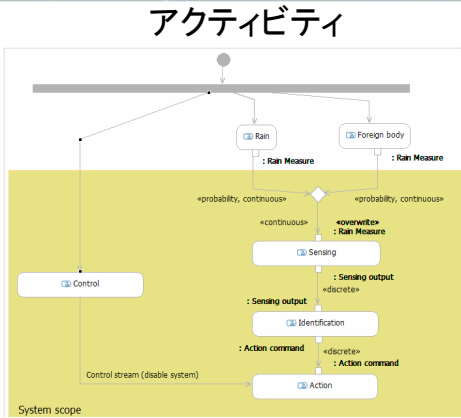 アクティビティ
Rain
Foreign body
: Rain Measure
: Rain Measure
«probability, continuous»
«probability, continuous»
«continuous»
«overwrite»
: Rain Measure
Sensing
: Sensing output
«discrete»
Control
: Sensing output
Identification
: Action command
«discrete»
: Action command
Control stream (disable system)
Action
System scope